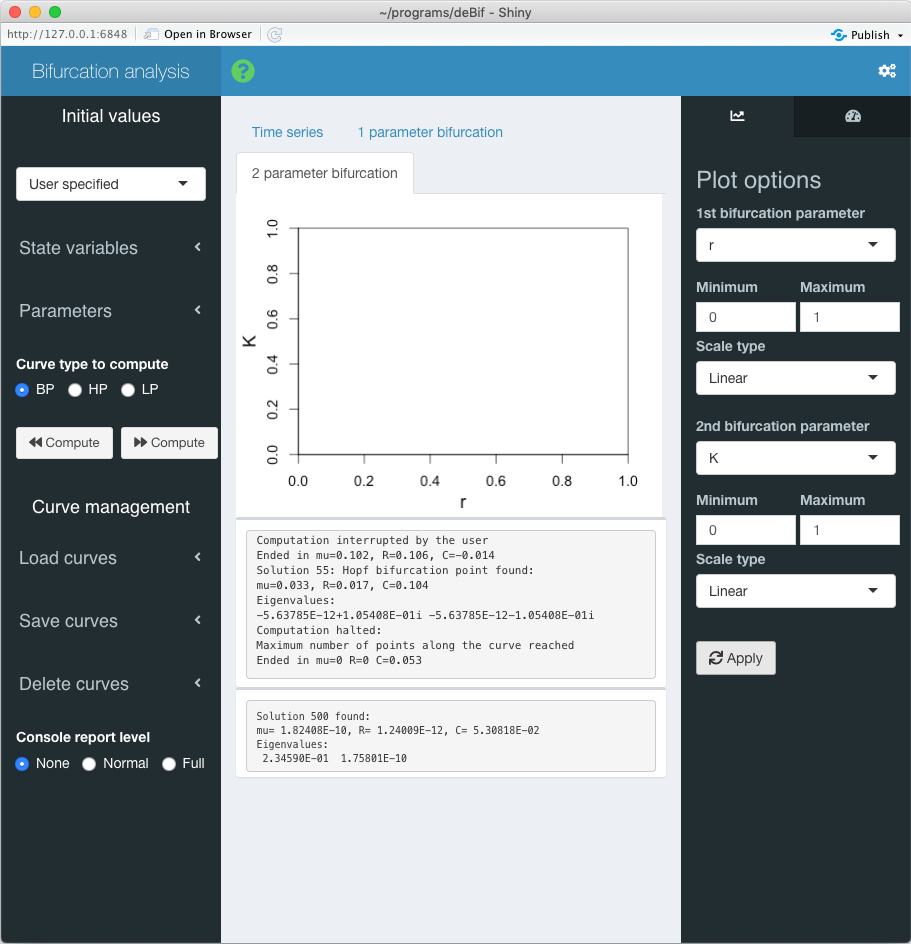 ~/programs/deBif - Shiny
http://127.0.0.1:6848
Open in Browser
Publish
Bifurcation analysis
?
Initial values
User specified
State variables
Parameters
Curve type to compute
BP HP LP
Compute Compute
Curve management
Load curves
Save curves
Delete curves
Console report level
None Normal Full
Time series
1 parameter bifurcation
2 parameter bifurcation
1.0
0.8
0.6
0.4
0.2
0.0
K
0.0 0.2 0.4 0.6 0.8 1.0
r
Computation interrupted by the user
Ended in mu=0.102, R=0.106, C=-0.014
Solution 55: Hopf bifurcation point found:
mu=0.033, R=0.017, C=0.104
Eigenvalues:
-5.63785E-12+1.05408E-01i -5.63785E-12-1.05408E-01i
Computation halted:
Maximum number of points along the curve reached
Ended in mu=0 R=0 C=0.053
Solution 500 found:
mu= 1.82408E-10, R= 1.24009E-12, C= 5.30818E-02
Eigenvalues:
2.34590E-01 1.75801E-10
Plot options
1st bifurcation parameter
r
Minimum Maximum
0 1
Scale type
Linear
2nd bifurcation parameter
K
Minimum Maximum
0 1
Scale type
Linear
Apply